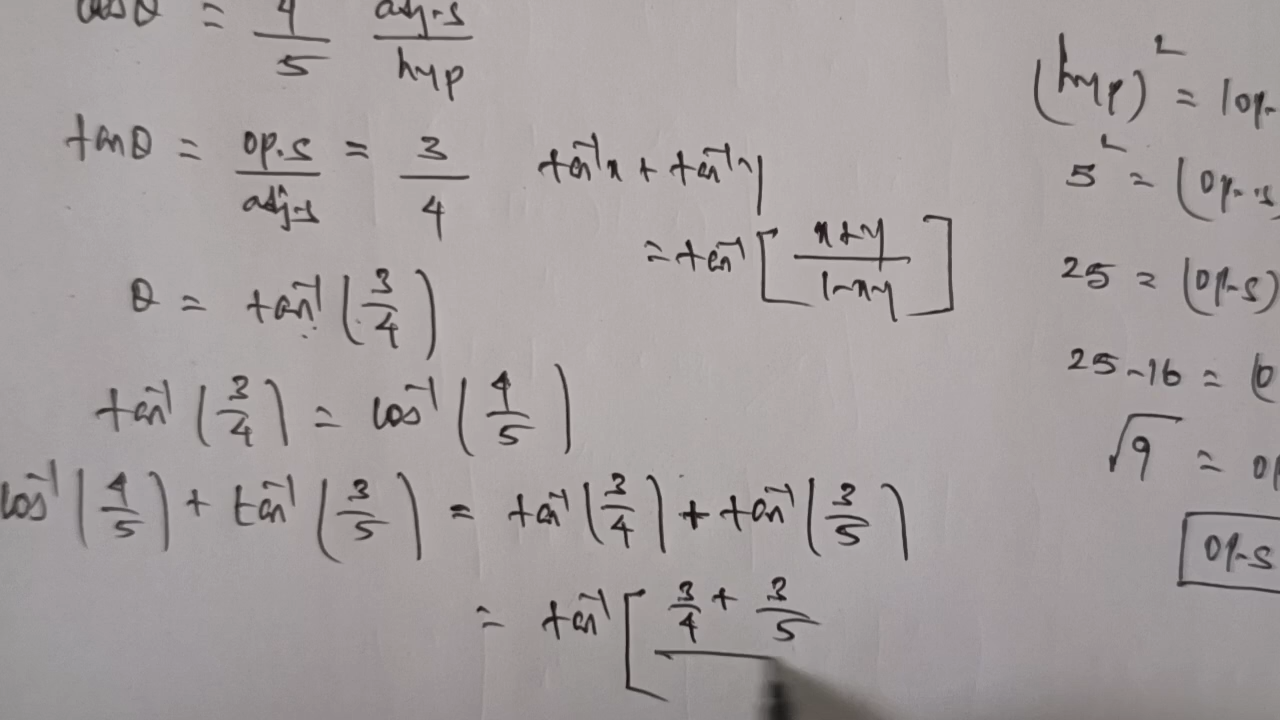 cosθ = 4/5 adj-s/hyp
tanθ = op.s/adj-s = 3/4
tan⁻¹x + tan⁻¹y
= tan⁻¹[(x+y)/(1-xy)]
θ = tan⁻¹(3/4)
tan⁻¹(3/4) = cos⁻¹(4/5)
cos⁻¹(4/5) + tan⁻¹(3/5) = tan⁻¹(3/4) + tan⁻¹(3/5)
= tan⁻¹[3/4 + 3/5
(hyp)² = (op-
5² = (op-s
25 = (op-s)
25-16 = (o
√9 = op
op-s